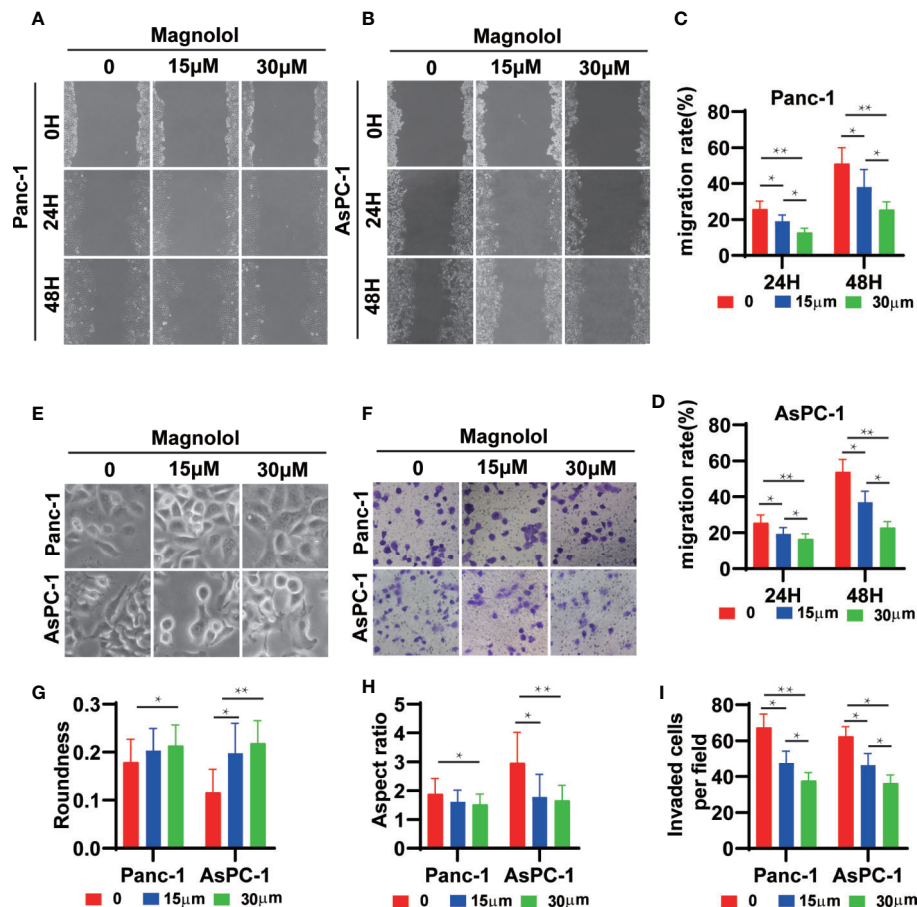 A
Magnolol
0 15μM 30μM
Panc-1
0H
24H
48H
B
Magnolol
0 15μM 30μM
AsPC-1
0H
24H
48H
C
Panc-1
migration rate(%)
80
60
40
20
0
** * * ** * *
24H 48H
0 15μm 30μm
D
AsPC-1
migration rate(%)
80
60
40
20
0
** * * ** * *
24H 48H
0 15μm 30μm
E
Magnolol
0 15μM 30μM
Panc-1
AsPC-1
F
Magnolol
0 15μM 30μM
Panc-1
AsPC-1
G
Roundness
0.3
0.2
0.1
0.0
* ** *
Panc-1 AsPC-1
0 15μm 30μm
H
Aspect ratio
5
4
3
2
1
0
* ** *
Panc-1 AsPC-1
0 15μm 30μm
I
Invaded cells
per field
80
60
40
20
0
** * * * * *
Panc-1 AsPC-1
0 15μm 30μm